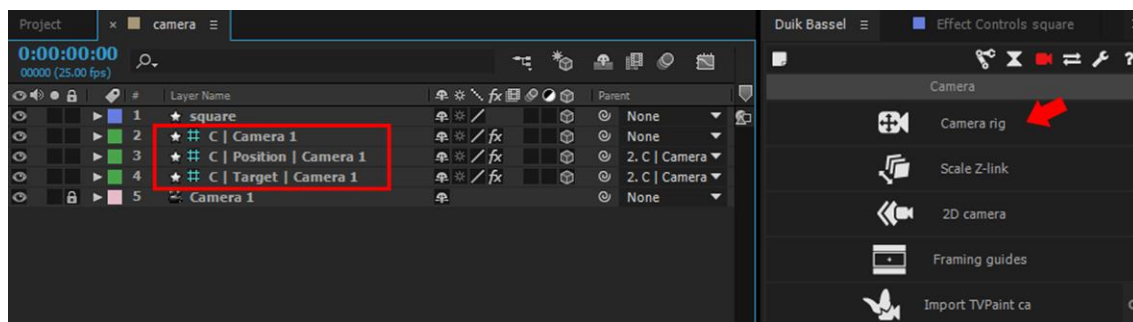 Project
camera
0:00:00:00
00000 (25.00 fps)
# Layer Name Parent
1 square None
2 C | Camera 1 None
3 C | Position | Camera 1 2. C | Camera
4 C | Target | Camera 1 2. C | Camera
5 Camera 1 None
Duik Bassel Effect Controls square
?
Camera
Camera rig
Scale Z-link
2D camera
Framing guides
Import TVPaint ca